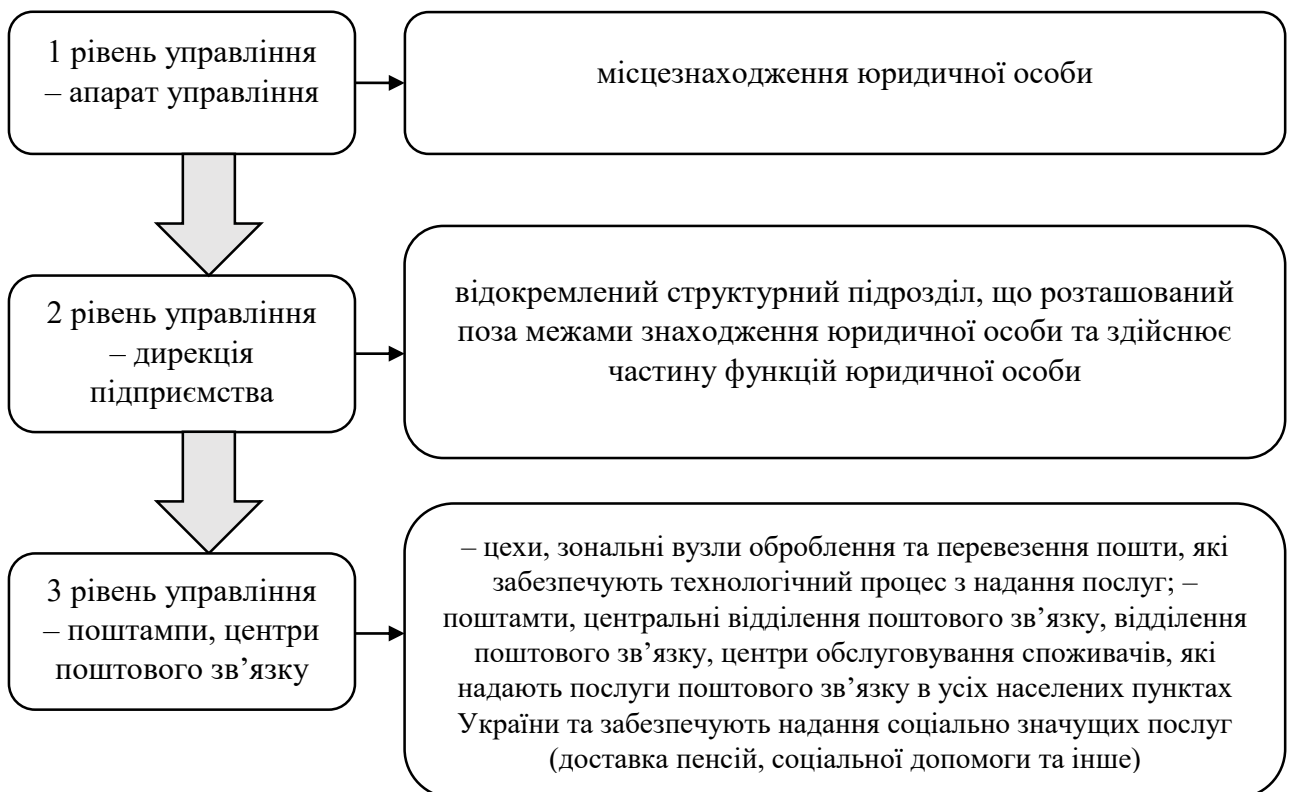 1 рівень управління
– апарат управління
місцезнаходження юридичної особи
2 рівень управління
– дирекція
підприємства
відокремлений структурний підрозділ, що розташований
поза межами знаходження юридичної особи та здійснює
частину функцій юридичної особи
3 рівень управління
– поштампи, центри
поштового зв’язку
– цехи, зональні вузли оброблення та перевезення пошти, які
забезпечують технологічний процес з надання послуг; –
поштамти, центральні відділення поштового зв’язку, відділення
поштового зв’язку, центри обслуговування споживачів, які
надають послуги поштового зв’язку в усіх населених пунктах
України та забезпечують надання соціально значущих послуг
(доставка пенсій, соціальної допомоги та інше)